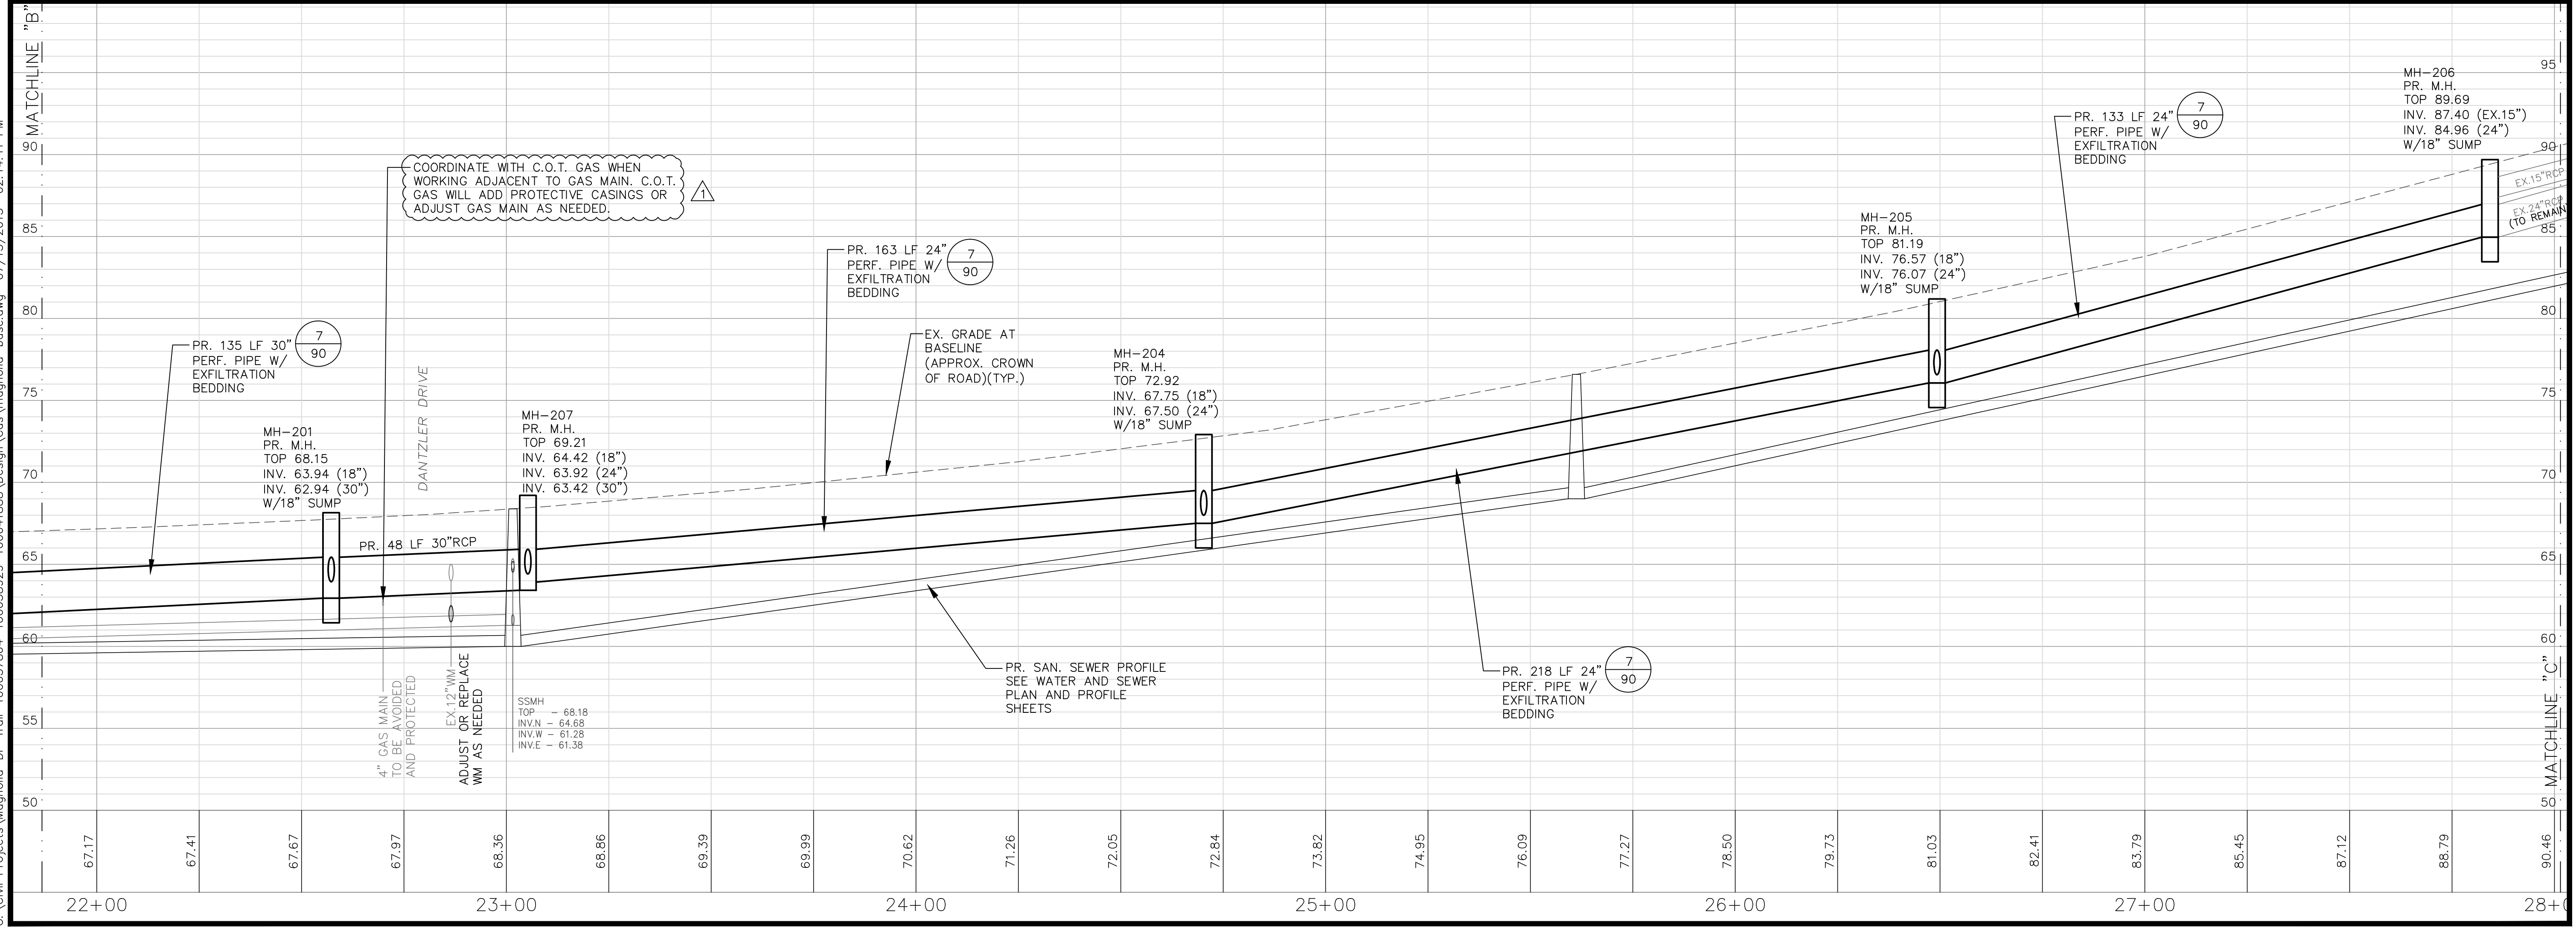 MATCHLINE "B"
95
90
85
80
75
70
65
60
55
50
COORDINATE WITH C.O.T. GAS WHEN
WORKING ADJACENT TO GAS MAIN. C.O.T.
GAS WILL ADD PROTECTIVE CASINGS OR
ADJUST GAS MAIN AS NEEDED.
1
PR. 135 LF 30"
PERF. PIPE W/
EXFILTRATION
BEDDING
7
90
MH-201
PR. M.H.
TOP 68.15
INV. 63.94 (18")
INV. 62.94 (30")
W/18" SUMP
DANTZLER DRIVE
PR. 48 LF 30"RCP
MH-207
PR. M.H.
TOP 69.21
INV. 64.42 (18")
INV. 63.92 (24")
INV. 63.42 (30")
4" GAS MAIN
TO BE AVOIDED
AND PROTECTED
EX.12"WM
ADJUST OR REPLACE
WM AS NEEDED
SSMH
TOP - 68.18
INV.N - 64.68
INV.W - 61.28
INV.E - 61.38
PR. 163 LF 24"
PERF. PIPE W/
EXFILTRATION
BEDDING
7
90
EX. GRADE AT
BASELINE
(APPROX. CROWN
OF ROAD)(TYP.)
PR. SAN. SEWER PROFILE
SEE WATER AND SEWER
PLAN AND PROFILE
SHEETS
MH-204
PR. M.H.
TOP 72.92
INV. 67.75 (18")
INV. 67.50 (24")
W/18" SUMP
PR. 218 LF 24"
PERF. PIPE W/
EXFILTRATION
BEDDING
7
90
MH-205
PR. M.H.
TOP 81.19
INV. 76.57 (18")
INV. 76.07 (24")
W/18" SUMP
PR. 133 LF 24"
PERF. PIPE W/
EXFILTRATION
BEDDING
7
90
MH-206
PR. M.H.
TOP 89.69
INV. 87.40 (EX.15")
INV. 84.96 (24")
W/18" SUMP
EX.15"RCP
EX.24"RCP
(TO REMAIN
90
85
80
75
70
65
60
55
50
MATCHLINE "C"
67.17
67.41
67.67
67.97
68.36
68.86
69.39
69.99
70.62
71.26
72.05
72.84
73.82
74.95
76.09
77.27
78.50
79.73
81.03
82.41
83.79
85.45
87.12
88.79
90.46
22+00
23+00
24+00
25+00
26+00
27+00
28+0